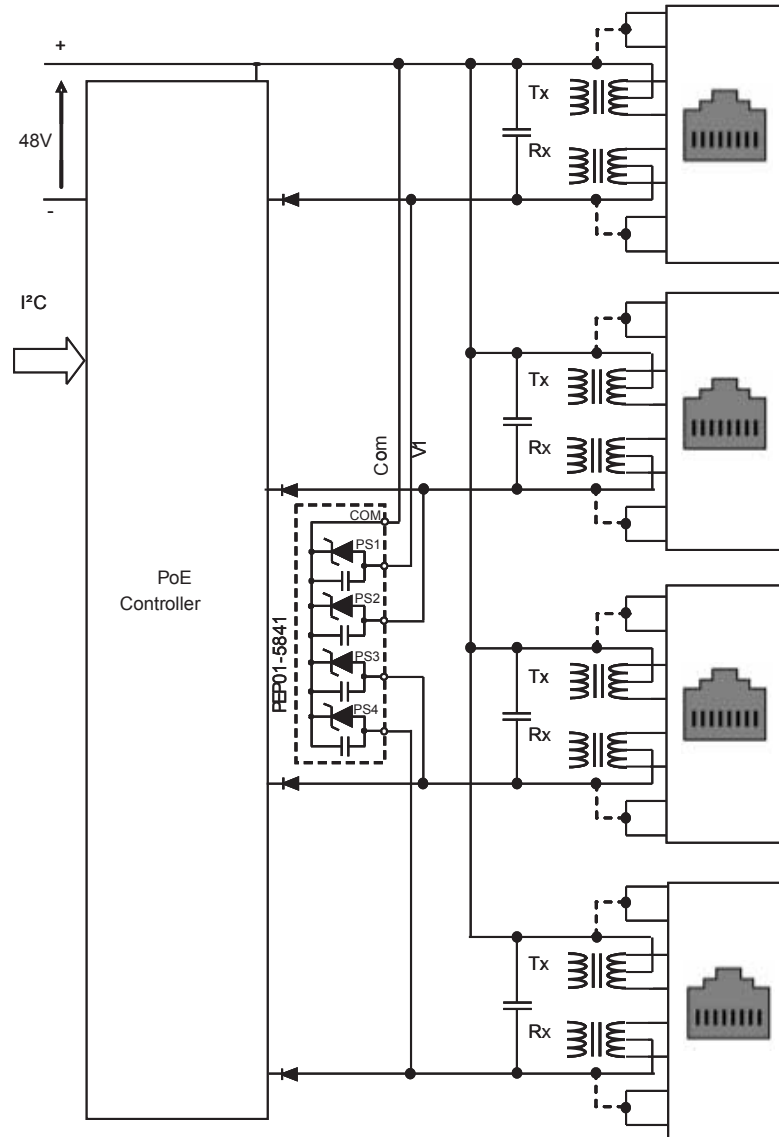 +
48V
-
I²C
Tx
Rx
Tx
Rx
Com
V1
COM
PS1
PS2
PS3
PS4
PEP01-5841
PoE
Controller
Tx
Rx
Tx
Rx